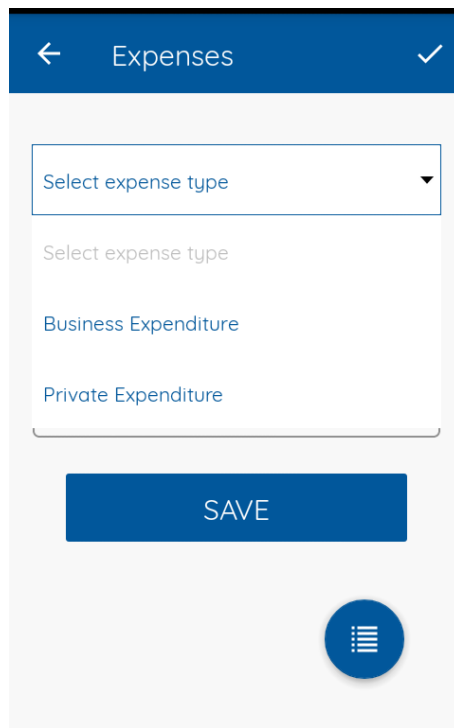 Expenses
Select expense type
Select expense type
Business Expenditure
Private Expenditure
SAVE